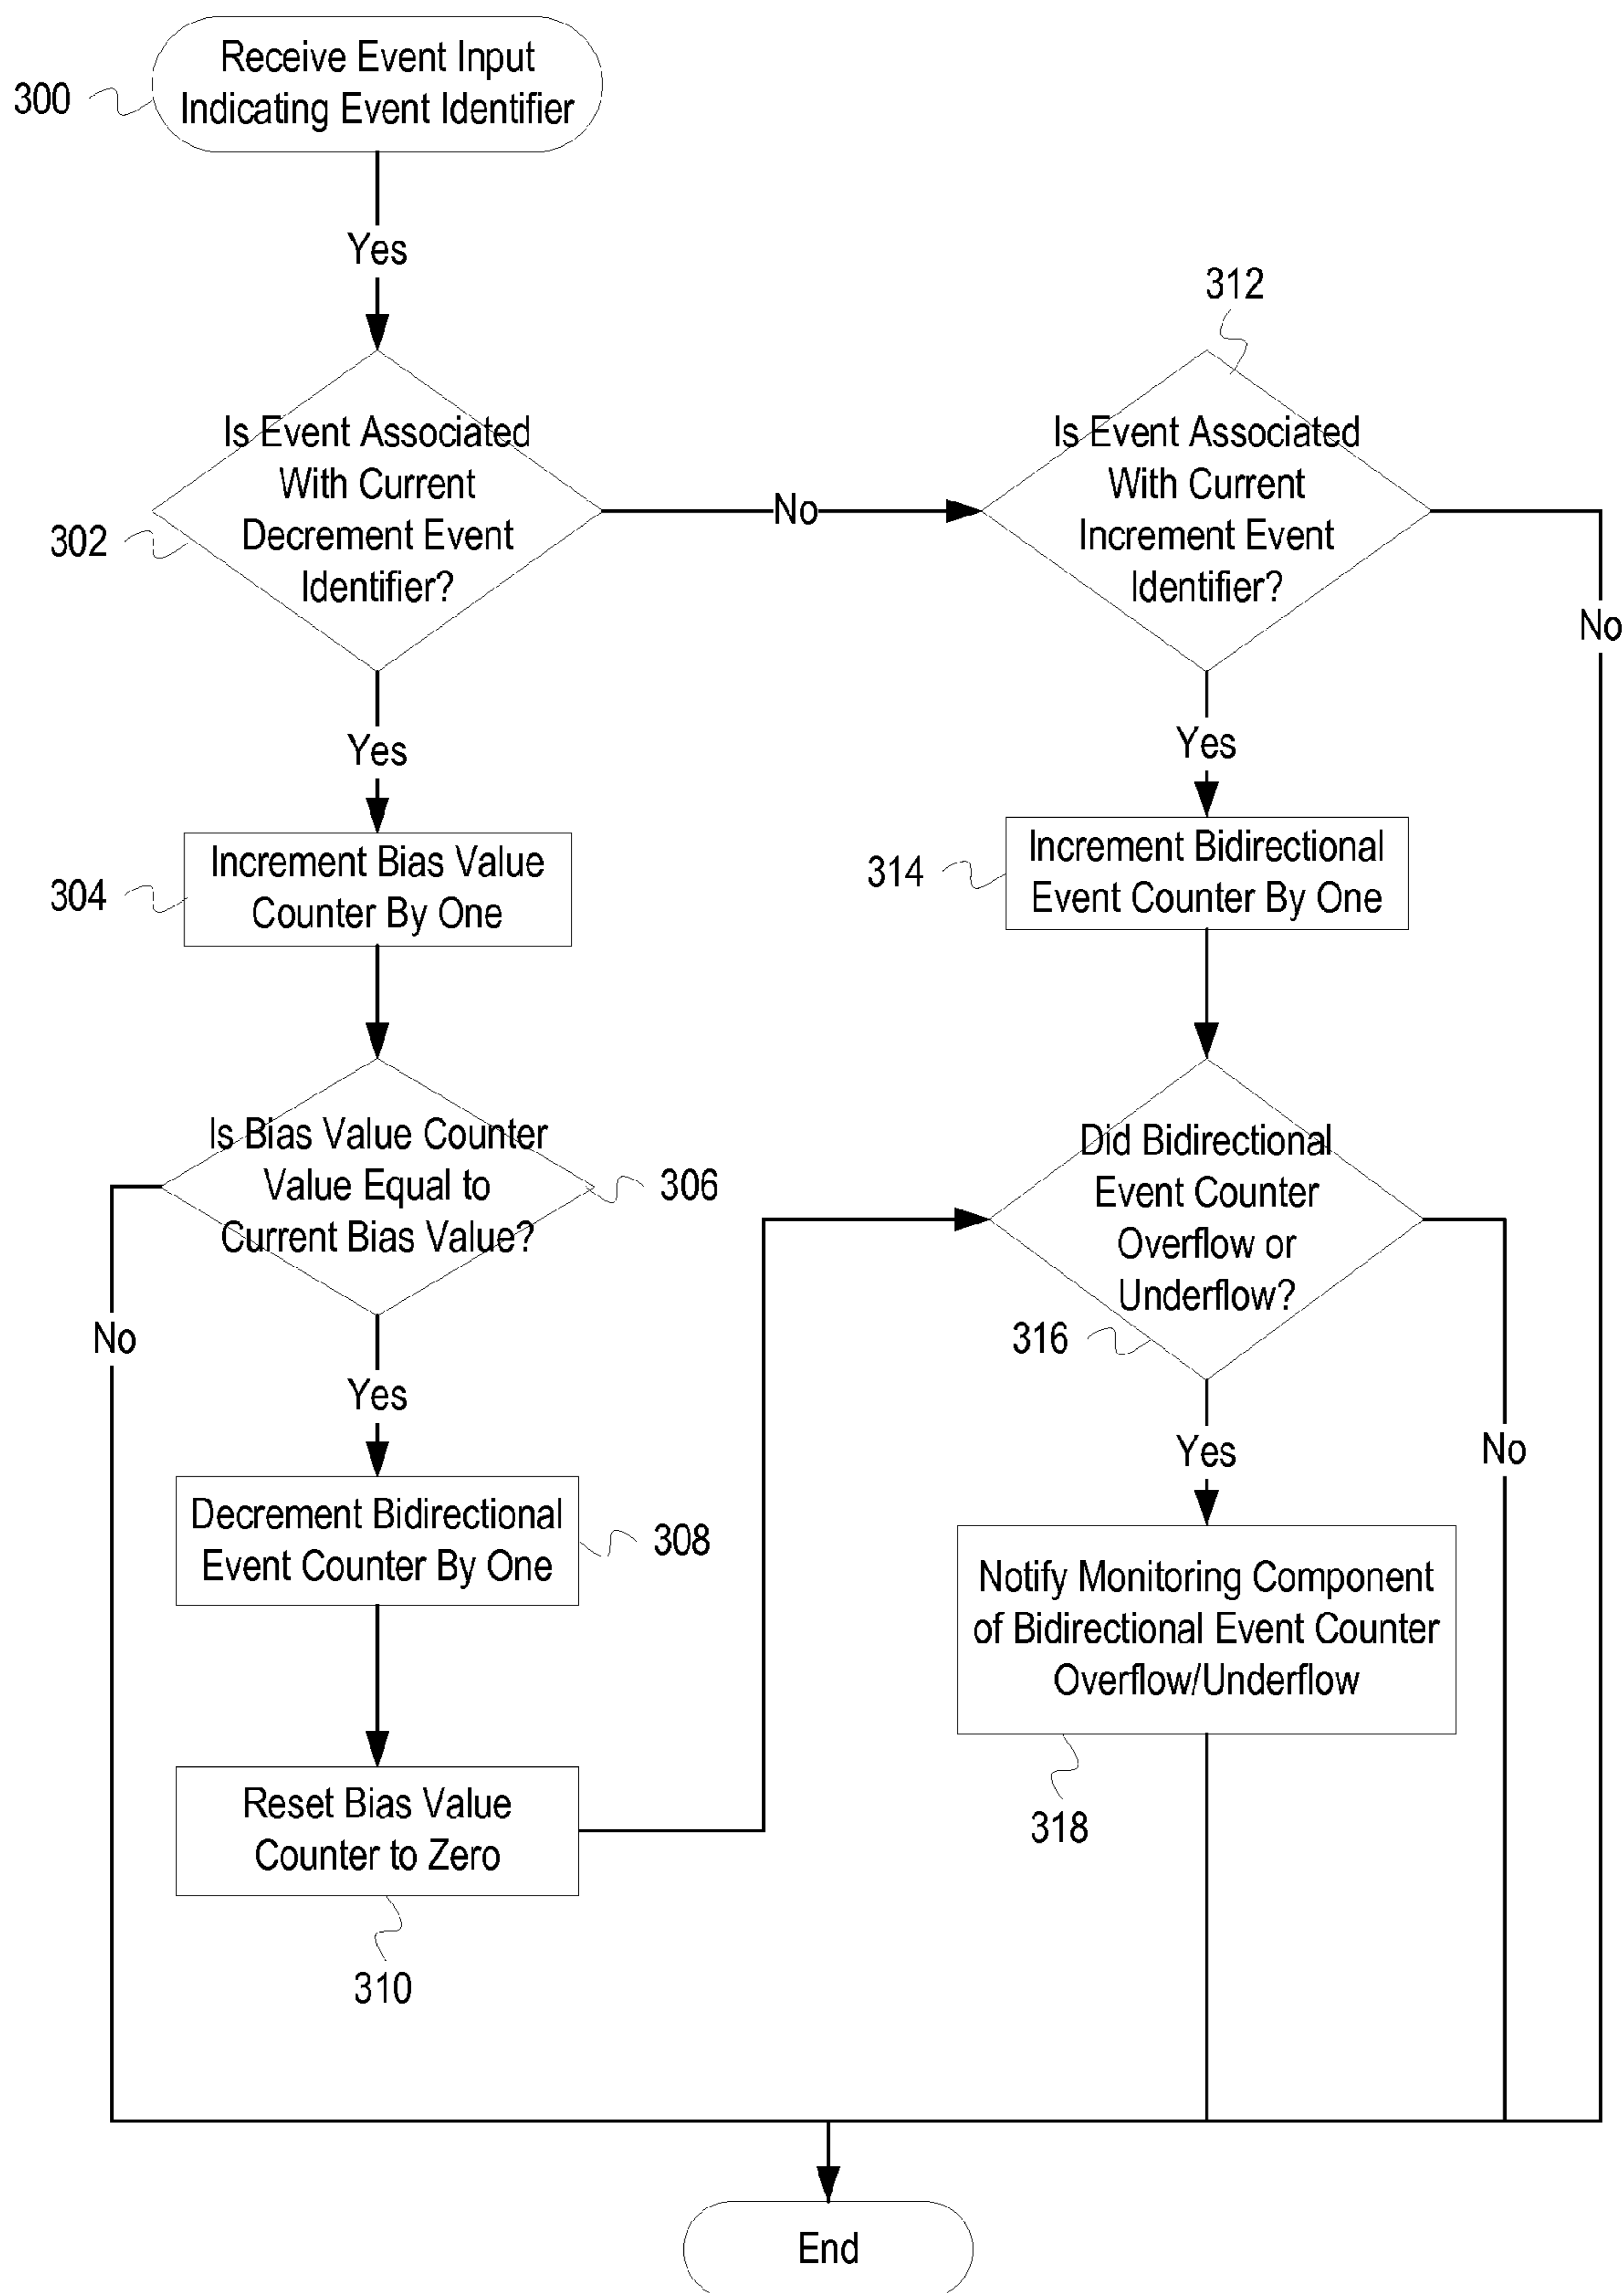 Receive Event Input
Indicating Event Identifier
300
Yes
312
Is Event Associated
With Current
Decrement Event
Identifier?
302
No
Is Event Associated
With Current
Increment Event
Identifier?
No
Yes
Yes
Increment Bias Value
Counter By One
304
Increment Bidirectional
Event Counter By One
314
Is Bias Value Counter
Value Equal to
Current Bias Value?
306
Did Bidirectional
Event Counter
Overflow or
Underflow?
316
No
Yes
Yes
No
Decrement Bidirectional
Event Counter By One
308
Notify Monitoring Component
of Bidirectional Event Counter
Overflow/Underflow
318
Reset Bias Value
Counter to Zero
310
End